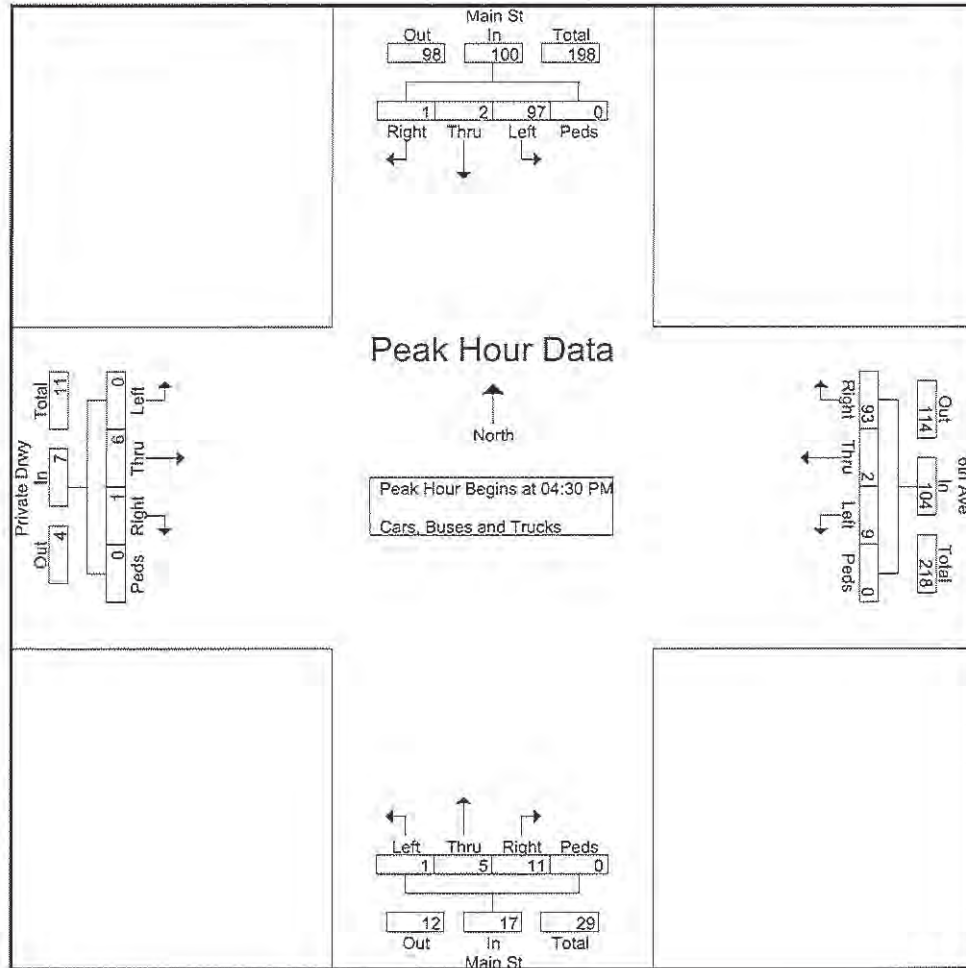 Main St
Out In Total
98 100 198
1 2 97 0
Right Thru Left Peds
Peak Hour Data
North
Peak Hour Begins at 04:30 PM
Cars, Buses and Trucks
Private Drwy
Out In Total
4 7 11
0 6 1 0
Left Thru Right Peds
Ave
Out In Total
114 104 218
93 2 9 0
Right Thru Left Peds
Left Thru Right Peds
1 5 11 0
12 17 29
Out In Total
Main St